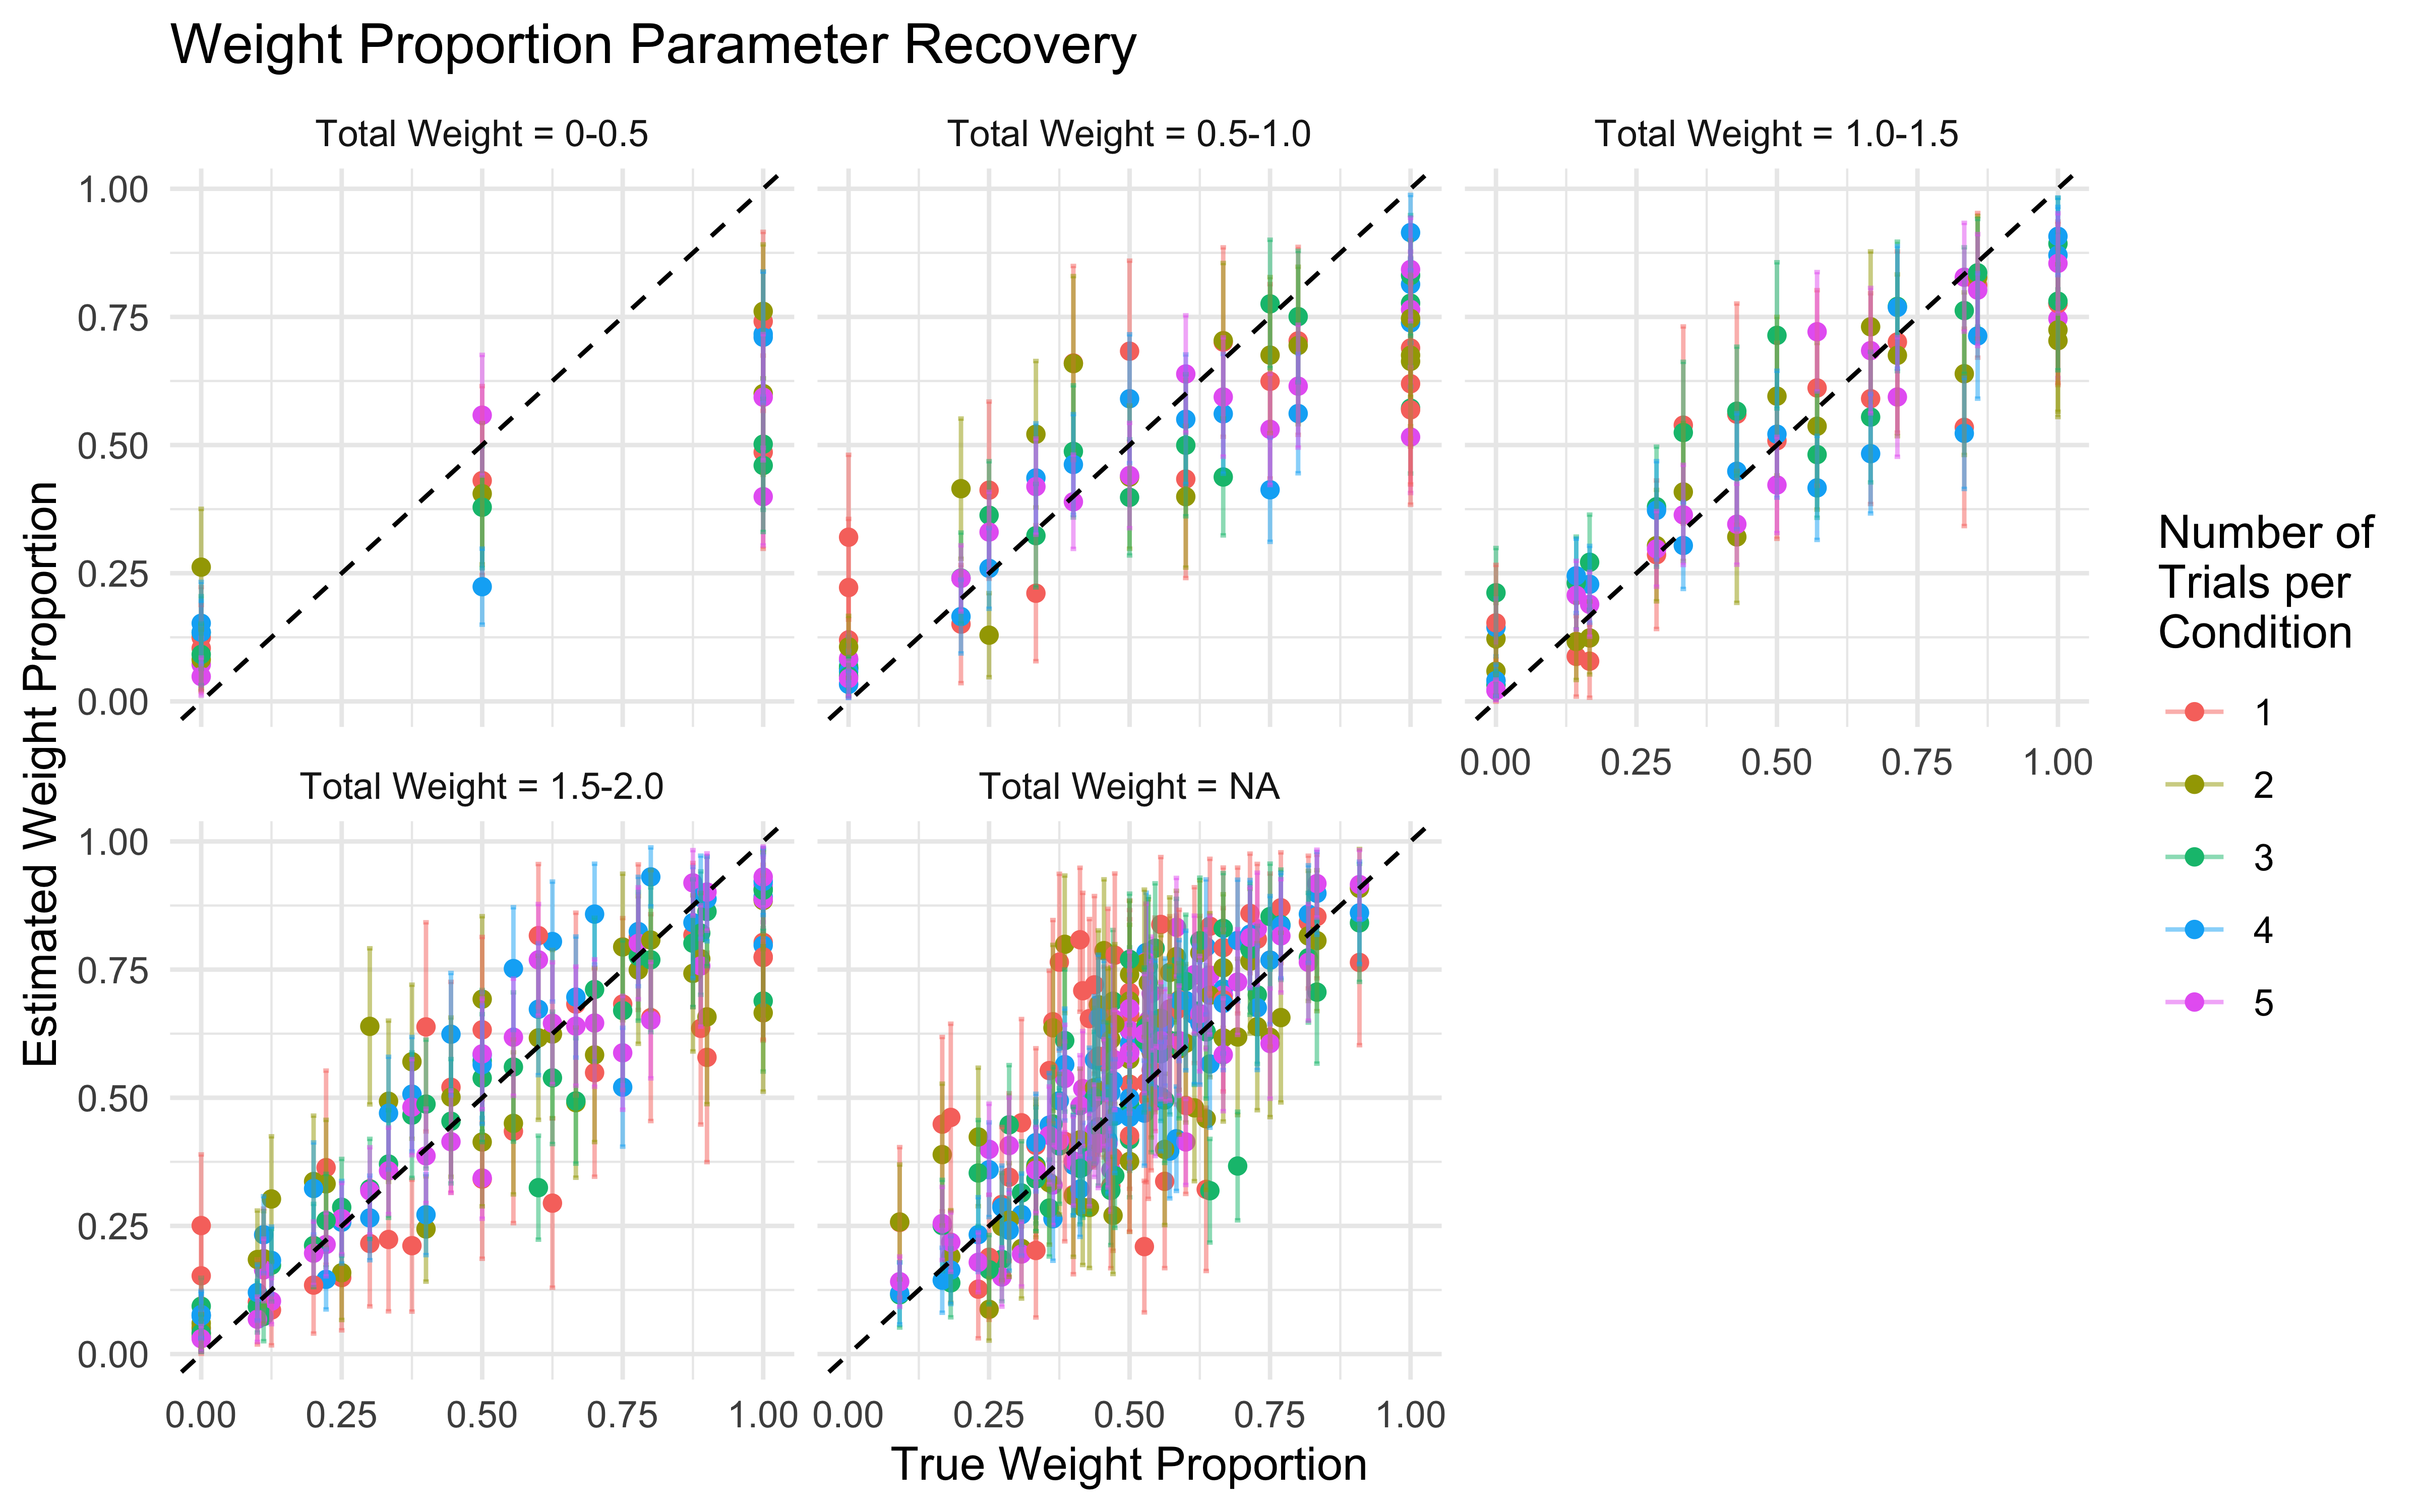 Weight Proportion Parameter Recovery
Total Weight = 0-0.5
Total Weight = 0.5-1.0
Total Weight = 1.0-1.5
1.00
0.75
0.50
0.25
0.00
0.00 0.25 0.50 0.75 1.00
Total Weight = 1.5-2.0
Total Weight = NA
1.00
0.75
0.50
0.25
0.00
0.00 0.25 0.50 0.75 1.00
0.00 0.25 0.50 0.75 1.00
Estimated Weight Proportion
True Weight Proportion
Number of
Trials per
Condition
1
2
3
4
5